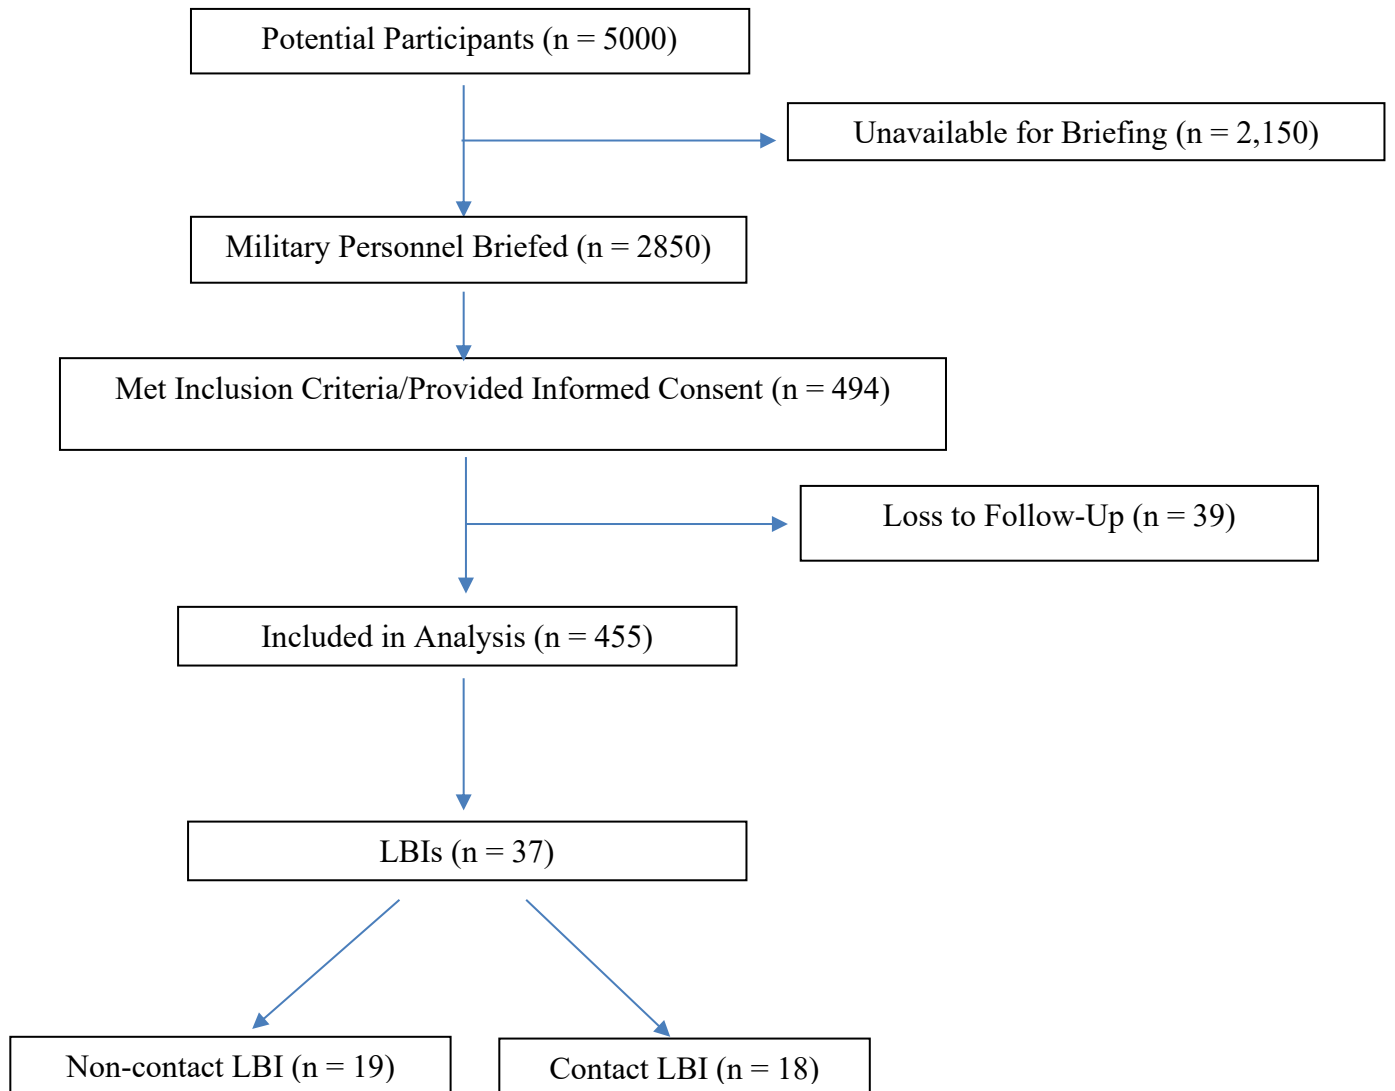 Potential Participants (n = 5000)
Unavailable for Briefing (n = 2,150)
Military Personnel Briefed (n = 2850)
Met Inclusion Criteria/Provided Informed Consent (n = 494)
Loss to Follow-Up (n = 39)
Included in Analysis (n = 455)
LBIs (n = 37)
Non-contact LBI (n = 19)
Contact LBI (n = 18)